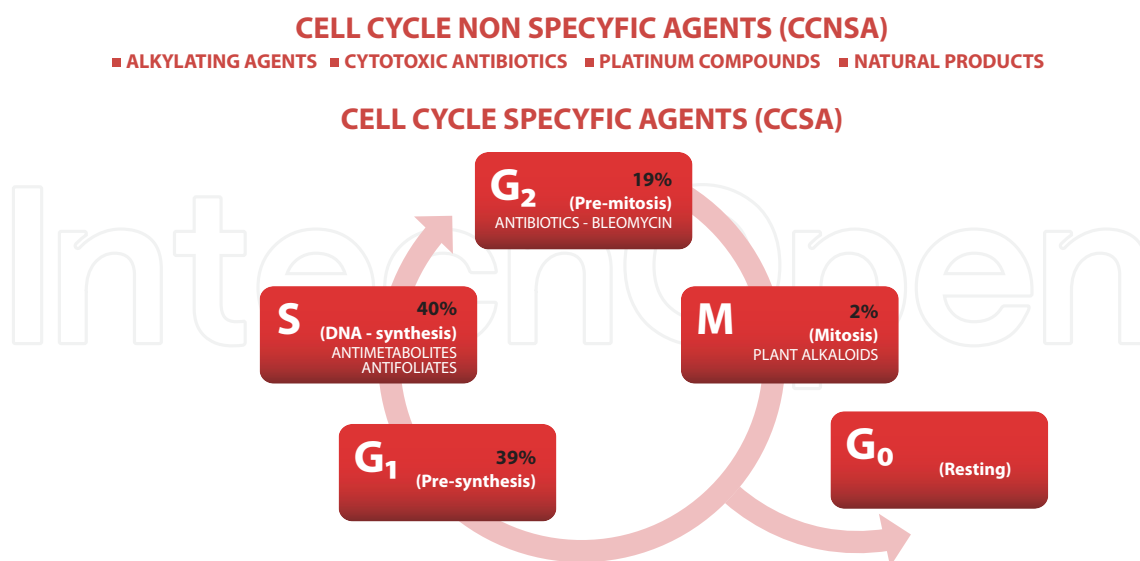 CELL CYCLE NON SPECYFIC AGENTS (CCNSA)
■ ALKYLATING AGENTS ■ CYTOTOXIC ANTIBIOTICS ■ PLATINUM COMPOUNDS ■ NATURAL PRODUCTS
CELL CYCLE SPECYFIC AGENTS (CCSA)
G₂ 19%
(Pre-mitosis)
ANTIBIOTICS - BLEOMYCIN
S 40%
(DNA - synthesis)
ANTIMETABOLITES
ANTIFOLIATES
M 2%
(Mitosis)
PLANT ALKALOIDS
G₁ 39%
(Pre-synthesis)
G₀
(Resting)
IntechOpen